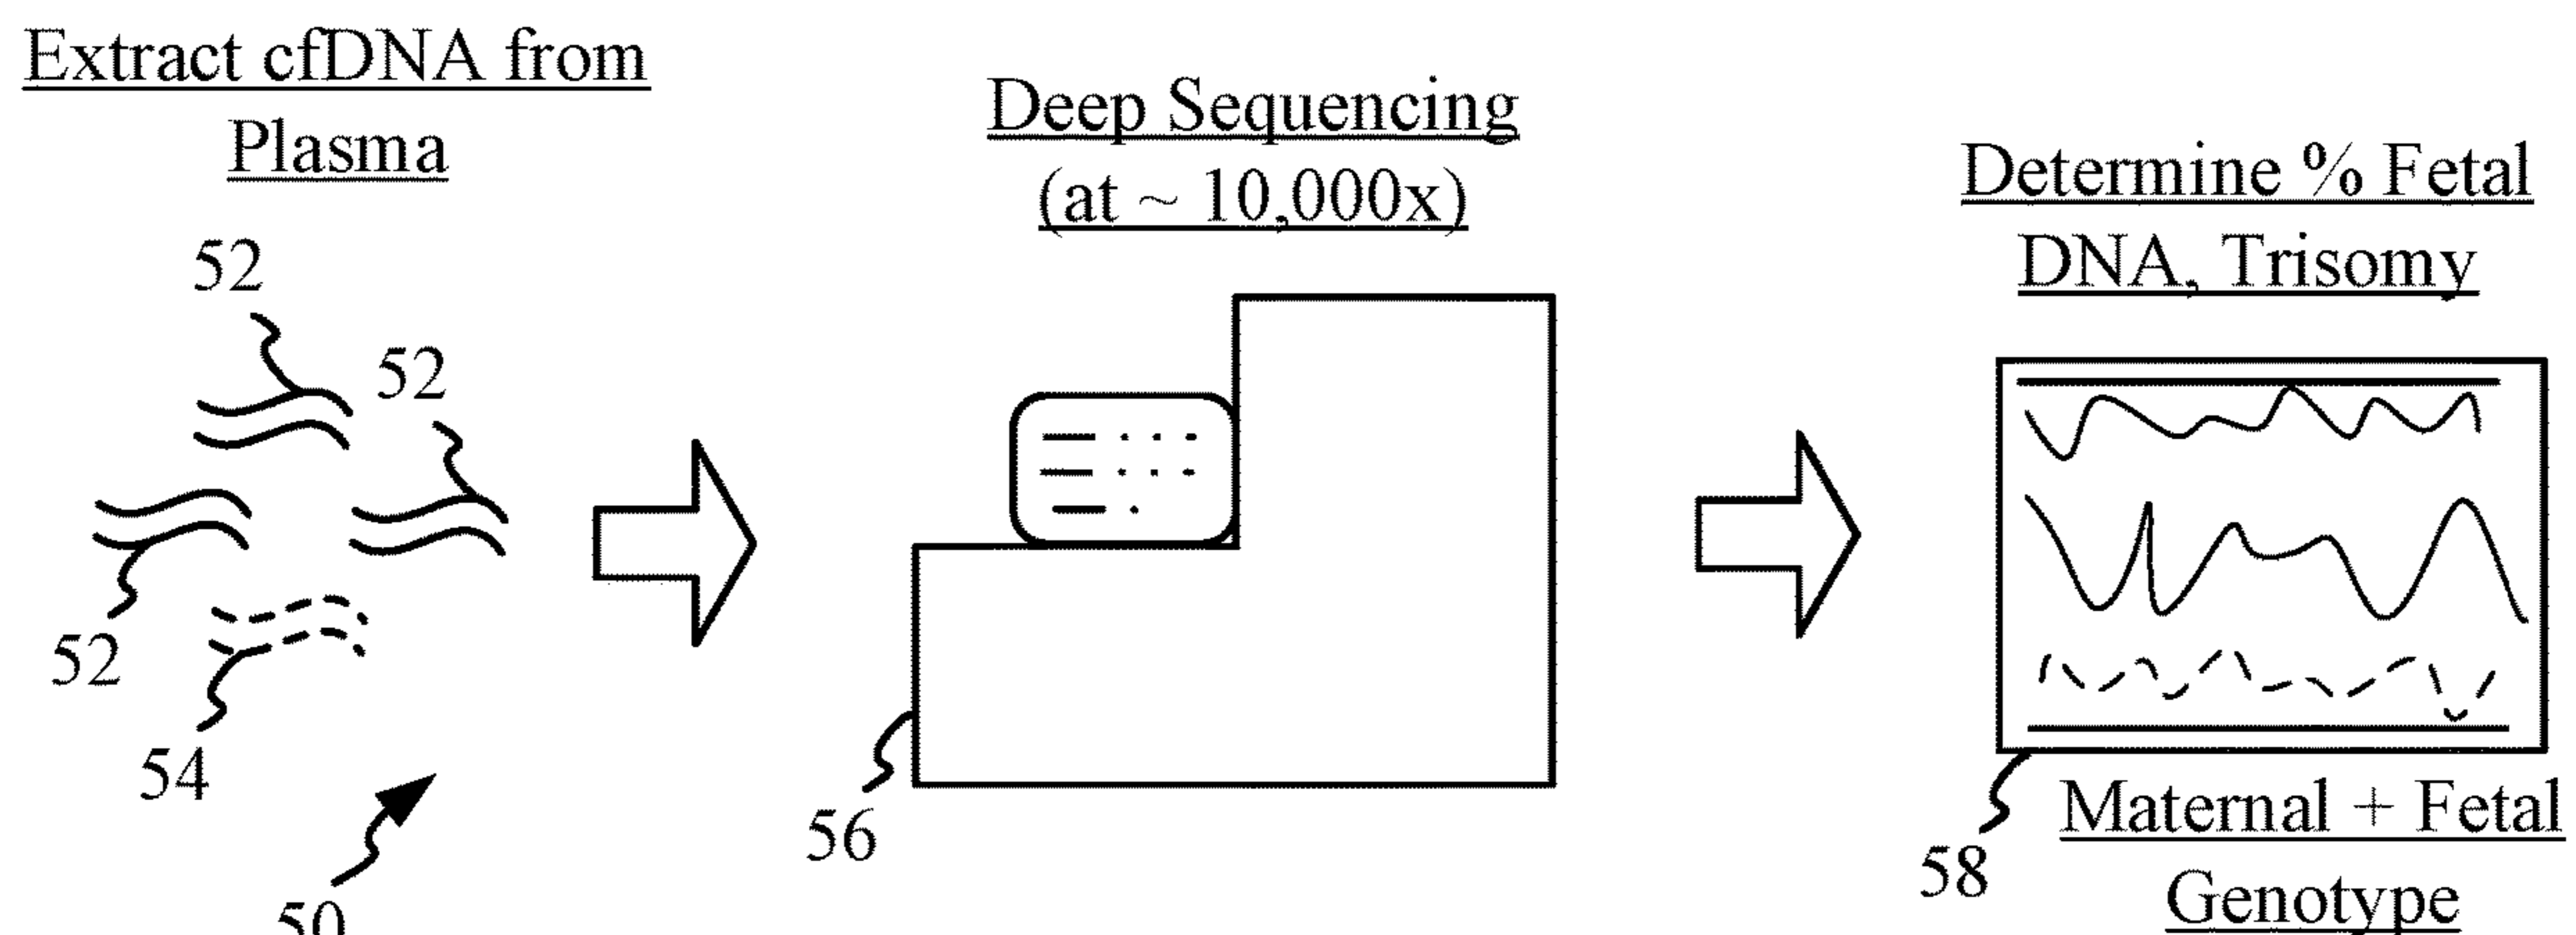 Extract cfDNA from
Plasma
52
52
52
54
50
Deep Sequencing
(at ~ 10,000x)
56
Determine % Fetal
DNA, Trisomy
58
Maternal + Fetal
Genotype